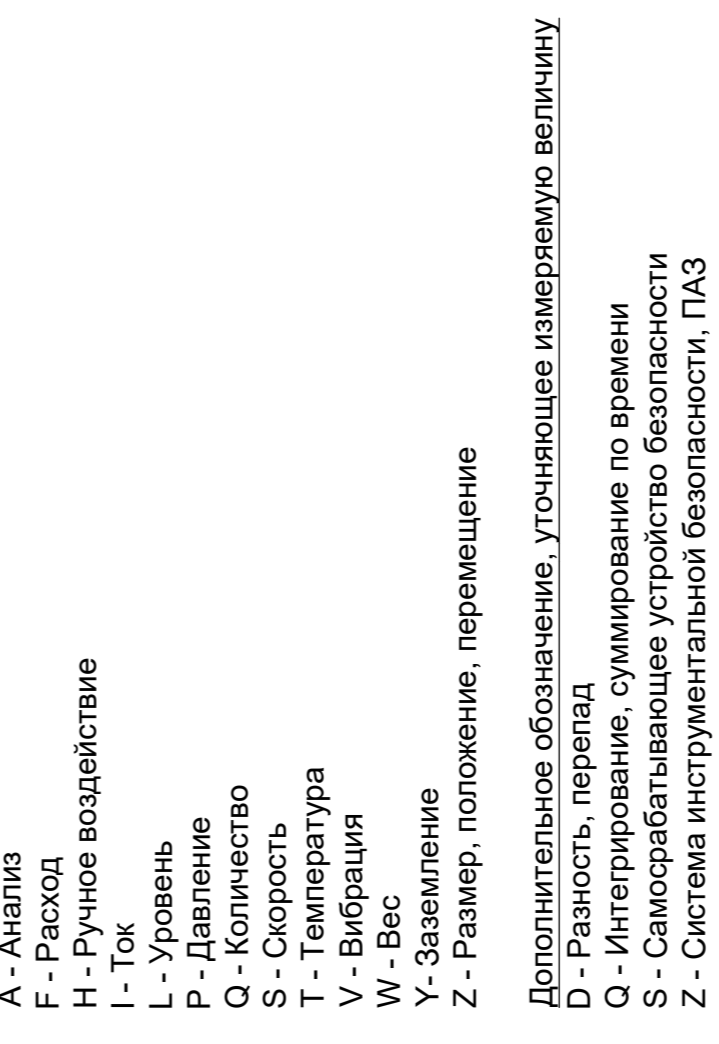 А - Анализ
F - Расход
H - Ручное воздействие
I - Ток
L - Уровень
P - Давление
Q - Количество
S - Скорость
T - Температура
V - Вибрация
W - Вес
Y- Заземление
Z - Размер, положение, перемещение
Дополнительное обозначение, уточняющее измеряемую величину
D - Разность, перепад
Q - Интегрирование, суммирование по времени
S - Самосрабатывающее устройство безопасности
Z - Система инструментальной безопасности, ПАЗ